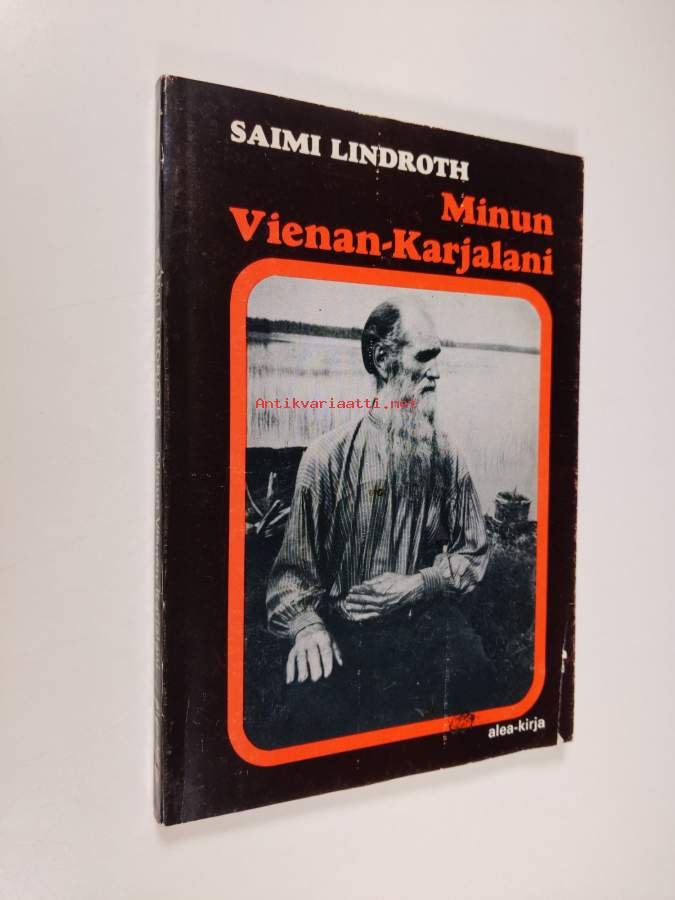 SAIMI LINDROTH
Minun
Vienan-Karjalani
Antikvariaatti.net
alea-kirja